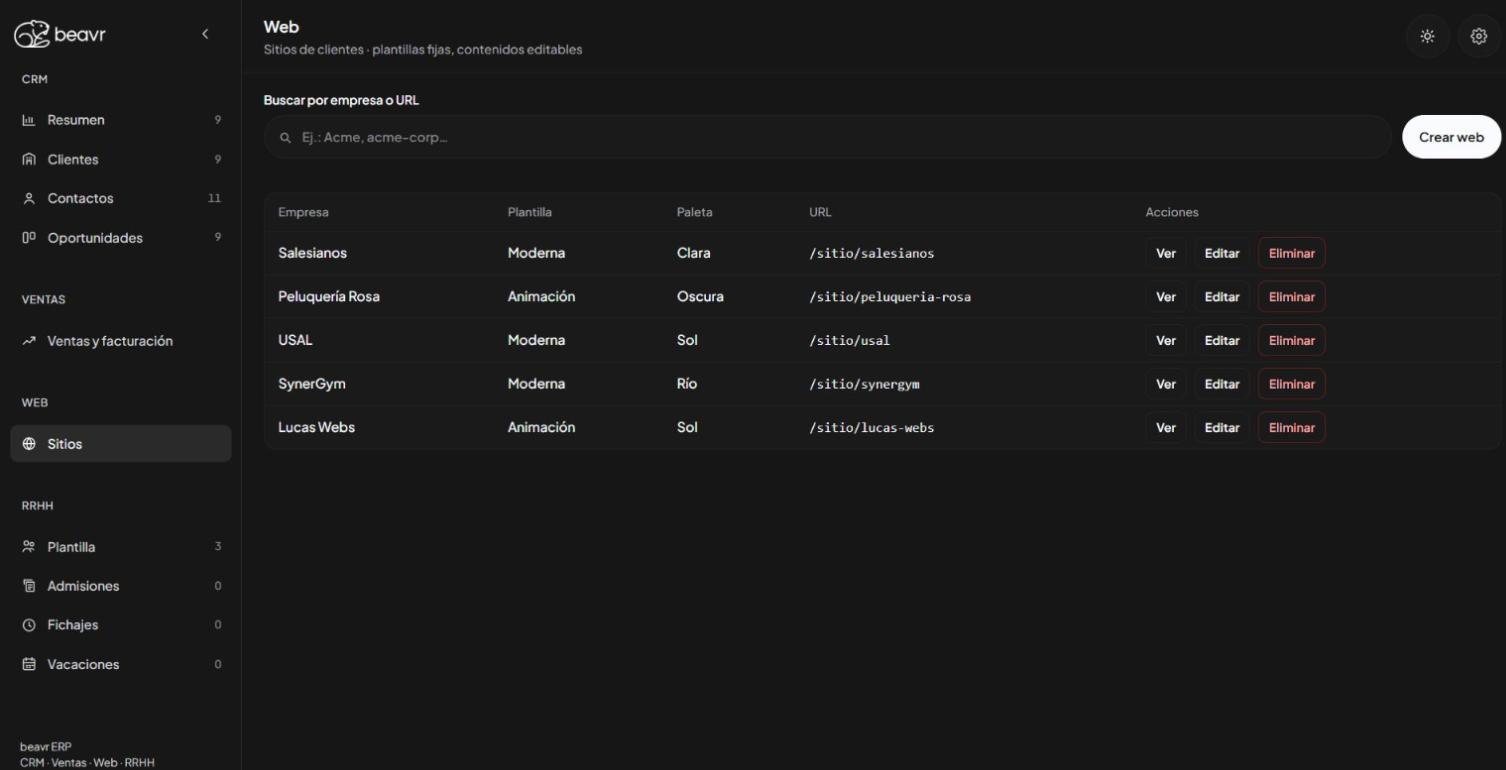 beavr
CRM
Resumen 9
Clientes 9
Contactos 11
Oportunidades 9
VENTAS
Ventas y facturación
WEB
Sitios
RRHH
Plantilla 3
Admisiones 0
Fichajes 0
Vacaciones 0
beavr ERP
CRM · Ventas · Web · RRHH
Web
Sitios de clientes · plantillas fijas, contenidos editables
Buscar por empresa o URL
Ej.: Acme, acme-corp...
Crear web
Empresa Plantilla Paleta URL Acciones
Salesianos Moderna Clara /sitio/salesianos Ver Editar Eliminar
Peluquería Rosa Animación Oscura /sitio/peluqueria-rosa Ver Editar Eliminar
USAL Moderna Sol /sitio/usal Ver Editar Eliminar
SynerGym Moderna Río /sitio/synergym Ver Editar Eliminar
Lucas Webs Animación Sol /sitio/lucas-webs Ver Editar Eliminar